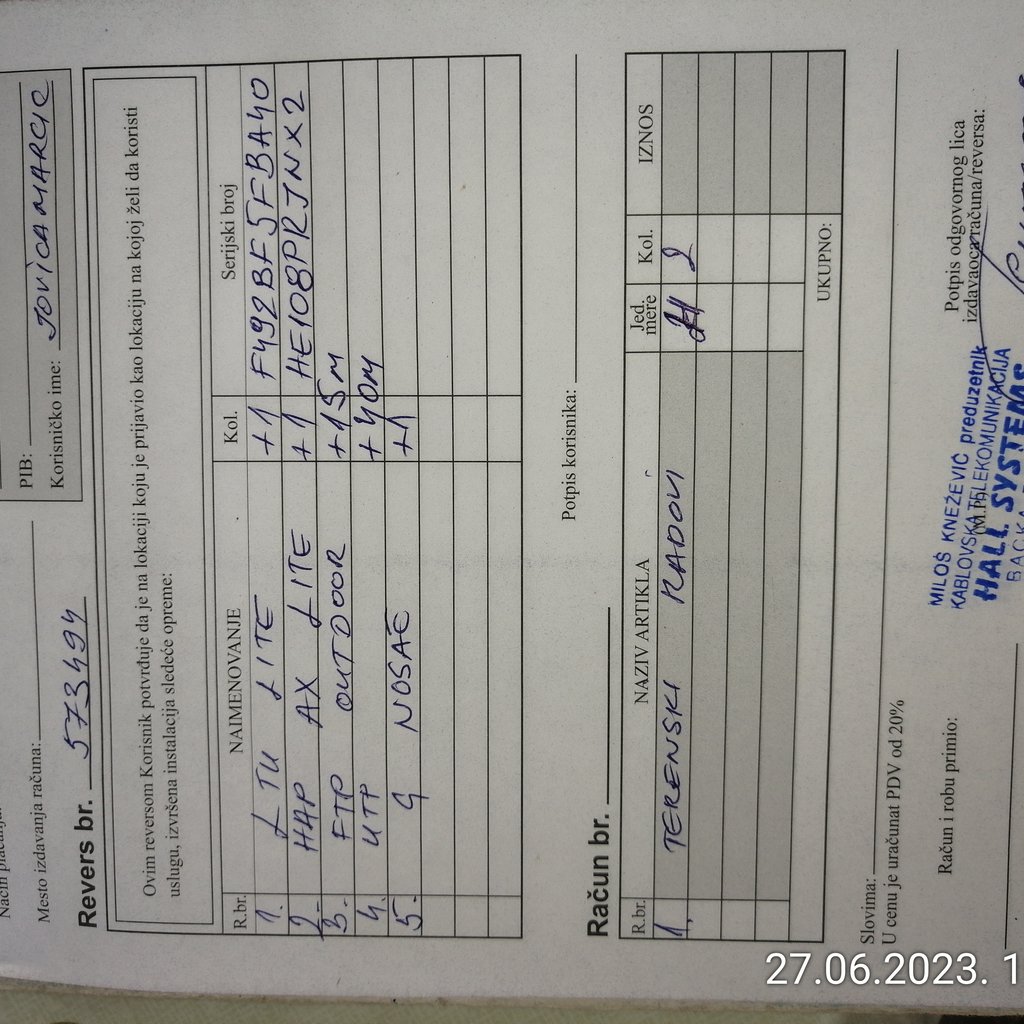 PIB:
Korisničko ime: JOVICAMARCIC
Mesto izdavanja računa:
Revers br. 573494
Ovim reversom Korisnik potvrđuje da je na lokaciji koju je prijavio kao lokaciju na kojoj želi da koristi
uslugu, izvršena instalacija sledeće opreme:
R.br. NAIMENOVANJE Kol. Serijski broj
1. LTU LITE +1 F492BF5FBA40
2. HAP AX LITE +1 HE108PRJNX2
3. FTP OUTDOOR +15M
4. UTP +40M
5. G NOSAČ +1
Potpis korisnika:
Račun br.
R.br. NAZIV ARTIKLA Jed. mere Kol. IZNOS
1. TERENSKI RADOVI H 2
UKUPNO:
Slovima:
U cenu je uračunat PDV od 20%
Račun i robu primio:
(M.P.)
Potpis odgovornog lica
izdavaoca računa/reversa:
MILOŠ KNEŽEVIĆ preduzetnik
KABLOVSKA TELEKOMUNIKACIJA
HALL SYSTEMS
27.06.2023. 1